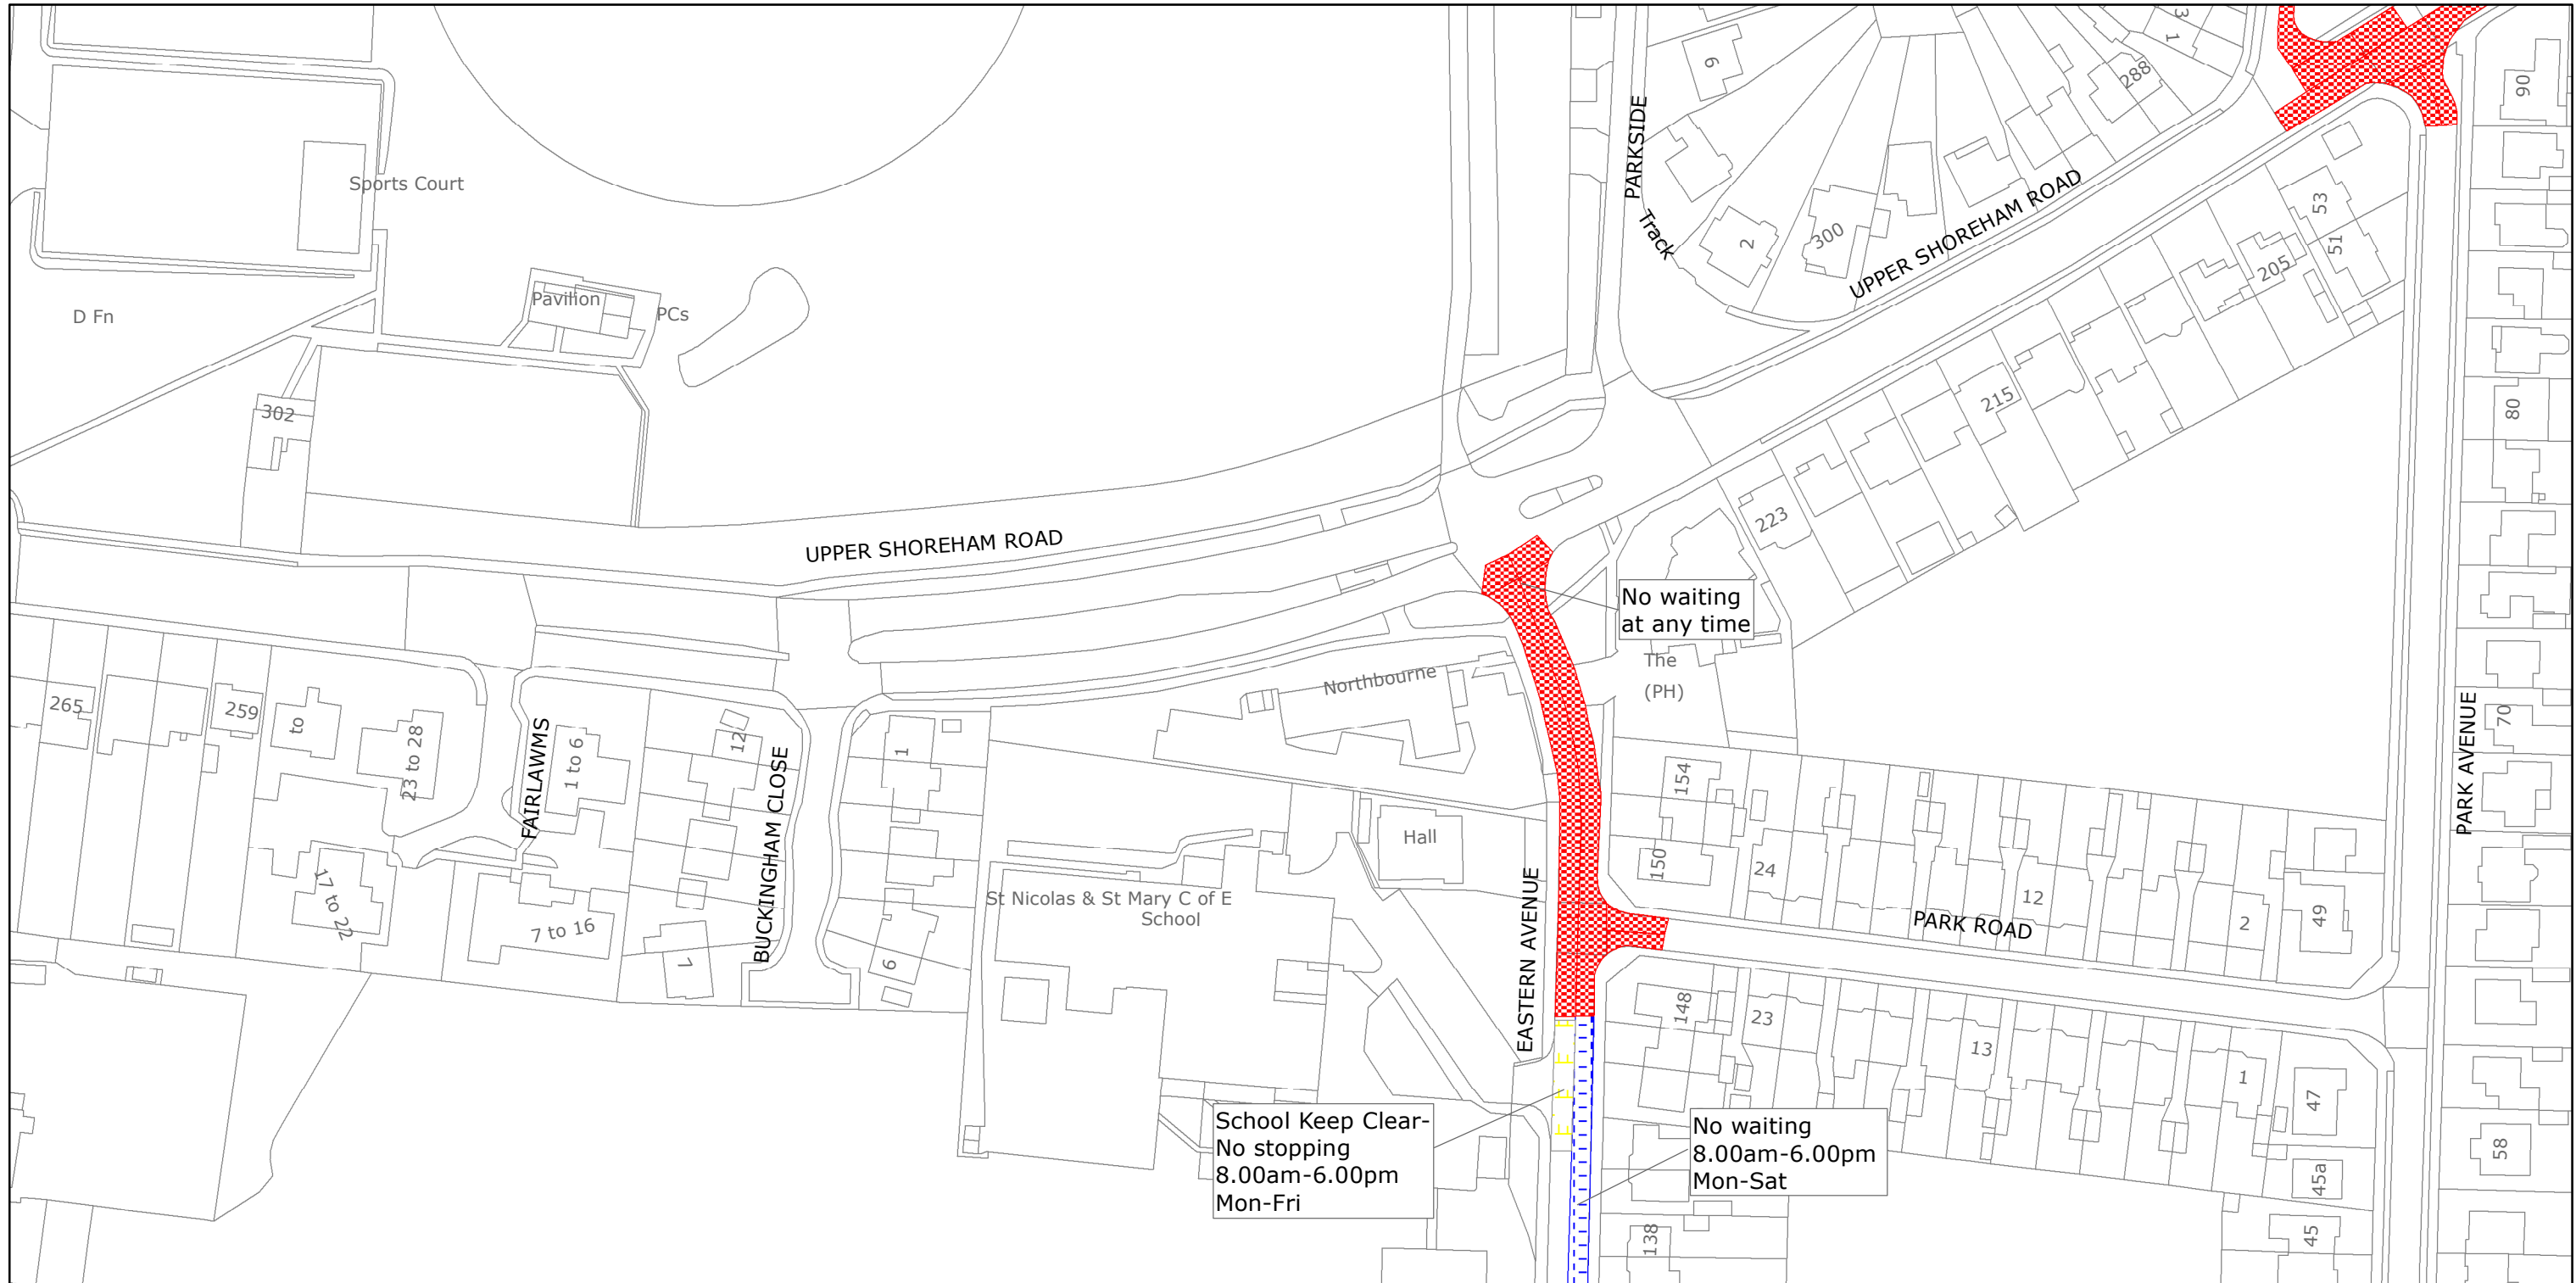 3
1
6
288
90
Sports Court
PARKSIDE
Track
2
300
UPPER SHOREHAM ROAD
53
51
205
Pavilion
PCs
D Fn
302
215
80
223
UPPER SHOREHAM ROAD
No waiting
at any time
The
(PH)
Northbourne
265
259
to
23 to 28
FAIRLAWMS
1 to 6
12
BUCKINGHAM CLOSE
1
70
PARK AVENUE
154
150
24
12
2
49
PARK ROAD
Hall
St Nicolas & St Mary C of E
School
EASTERN AVENUE
17 to 22
7 to 16
7
6
148
23
13
1
47
School Keep Clear-
No stopping
8.00am-6.00pm
Mon-Fri
No waiting
8.00am-6.00pm
Mon-Sat
58
45a
45
138